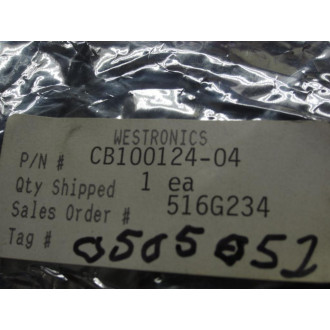 WESTRONICS
P/N # CB100124-04
Qty Shipped 1 ea
Sales Order # 516G234
Tag # 0505051